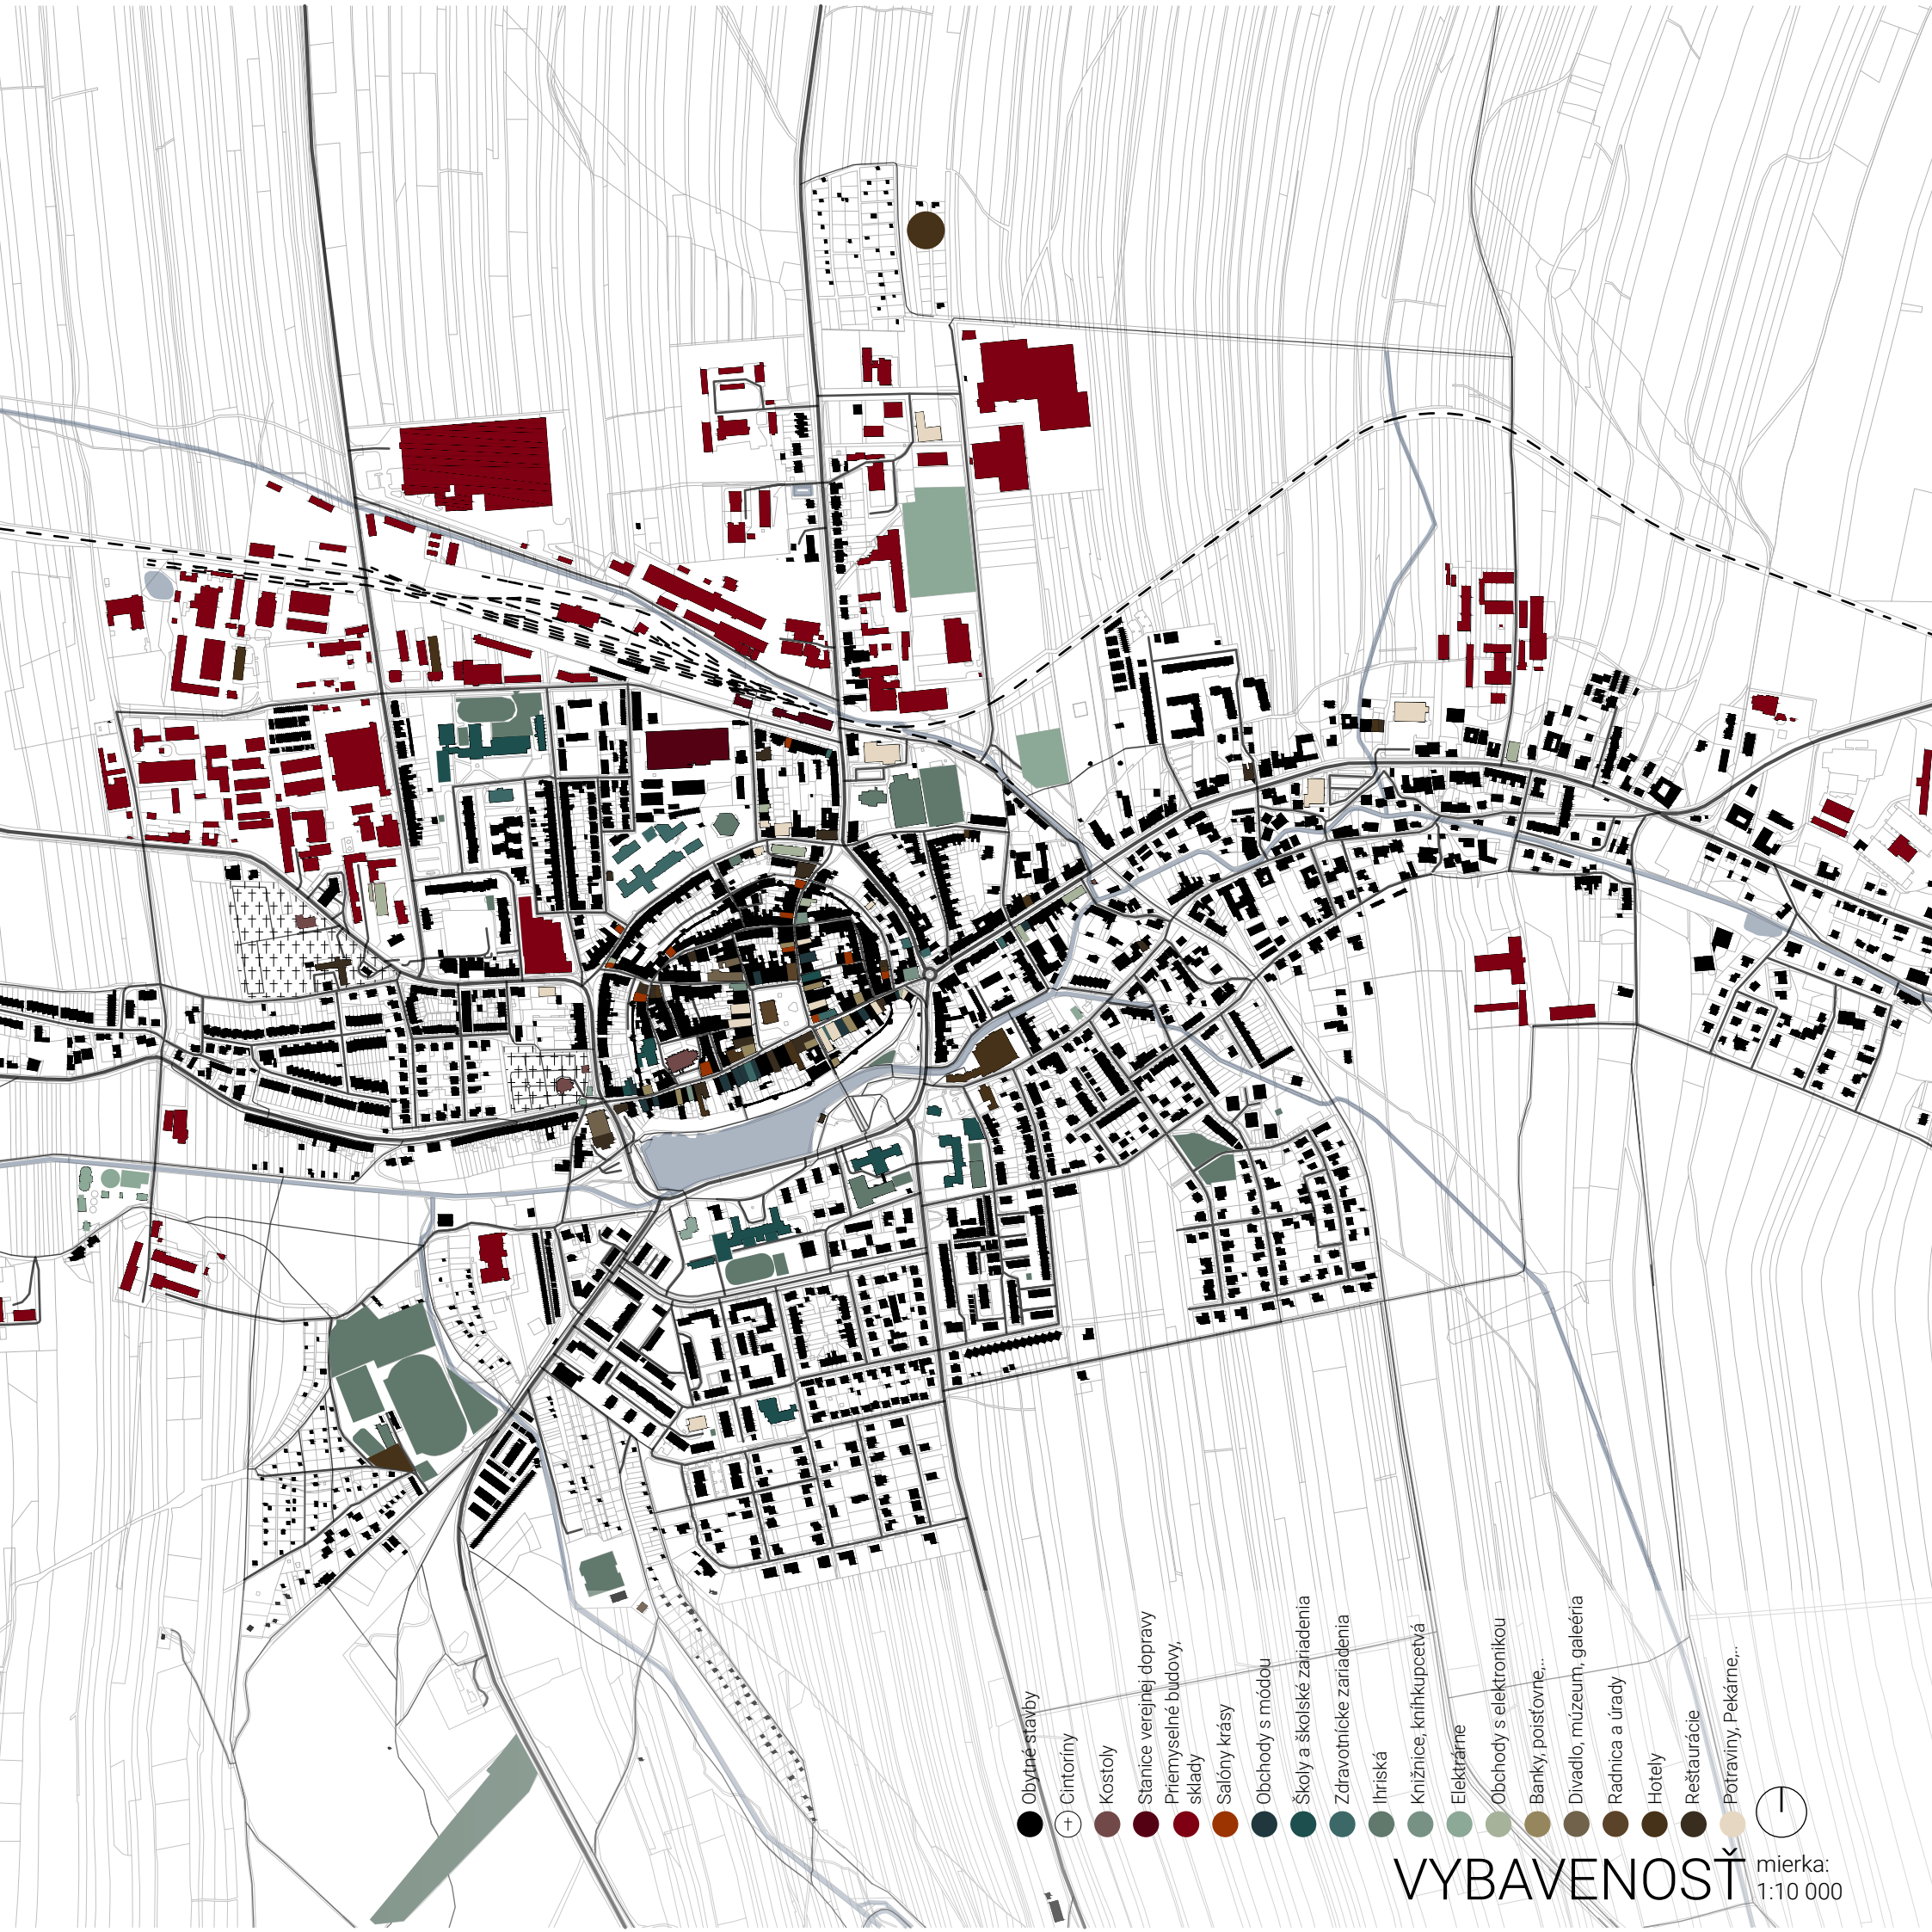 Obytné stavby
Cintoríny
Kostoly
Stanice verejnej dopravy
Priemyselné budovy,
sklady
Salóny krásy
Obchody s módou
Školy a školské zariadenia
Zdravotnícke zariadenia
Ihriská
Knižnice, kníhkupcetvá
Elektrárne
Obchody s elektronikou
Banky, poisťovne,..
Divadlo, múzeum, galeéria
Radnica a úrady
Hotely
Reštaurácie
Potraviny, Pekárne,..
VYBAVENOSŤ
mierka:
1:10 000